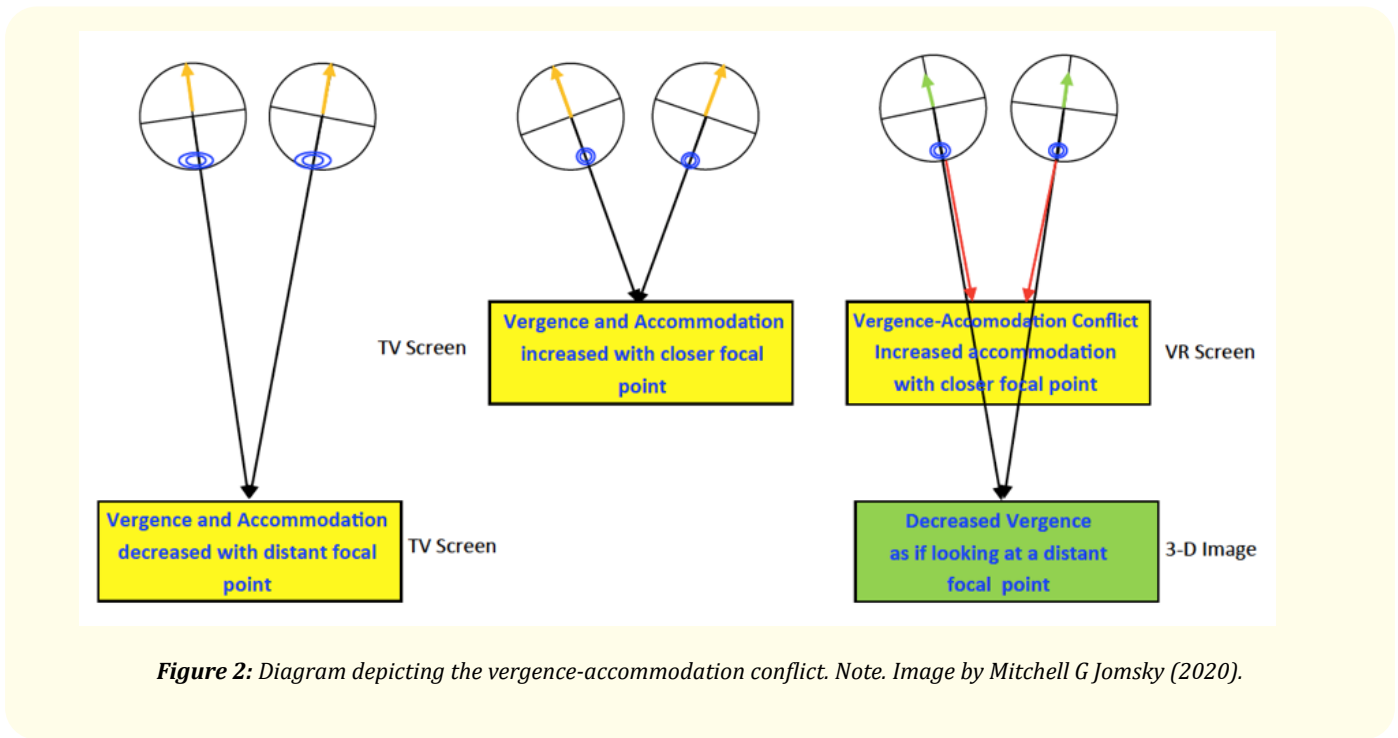 TV Screen
Vergence and Accommodation
increased with closer focal
point
Vergence-Accomodation Conflict
Increased accommodation
with closer focal point
VR Screen
Vergence and Accommodation
decreased with distant focal
point
TV Screen
Decreased Vergence
as if looking at a distant
focal point
3-D Image
Figure 2: Diagram depicting the vergence-accommodation conflict. Note. Image by Mitchell G Jomsky (2020).